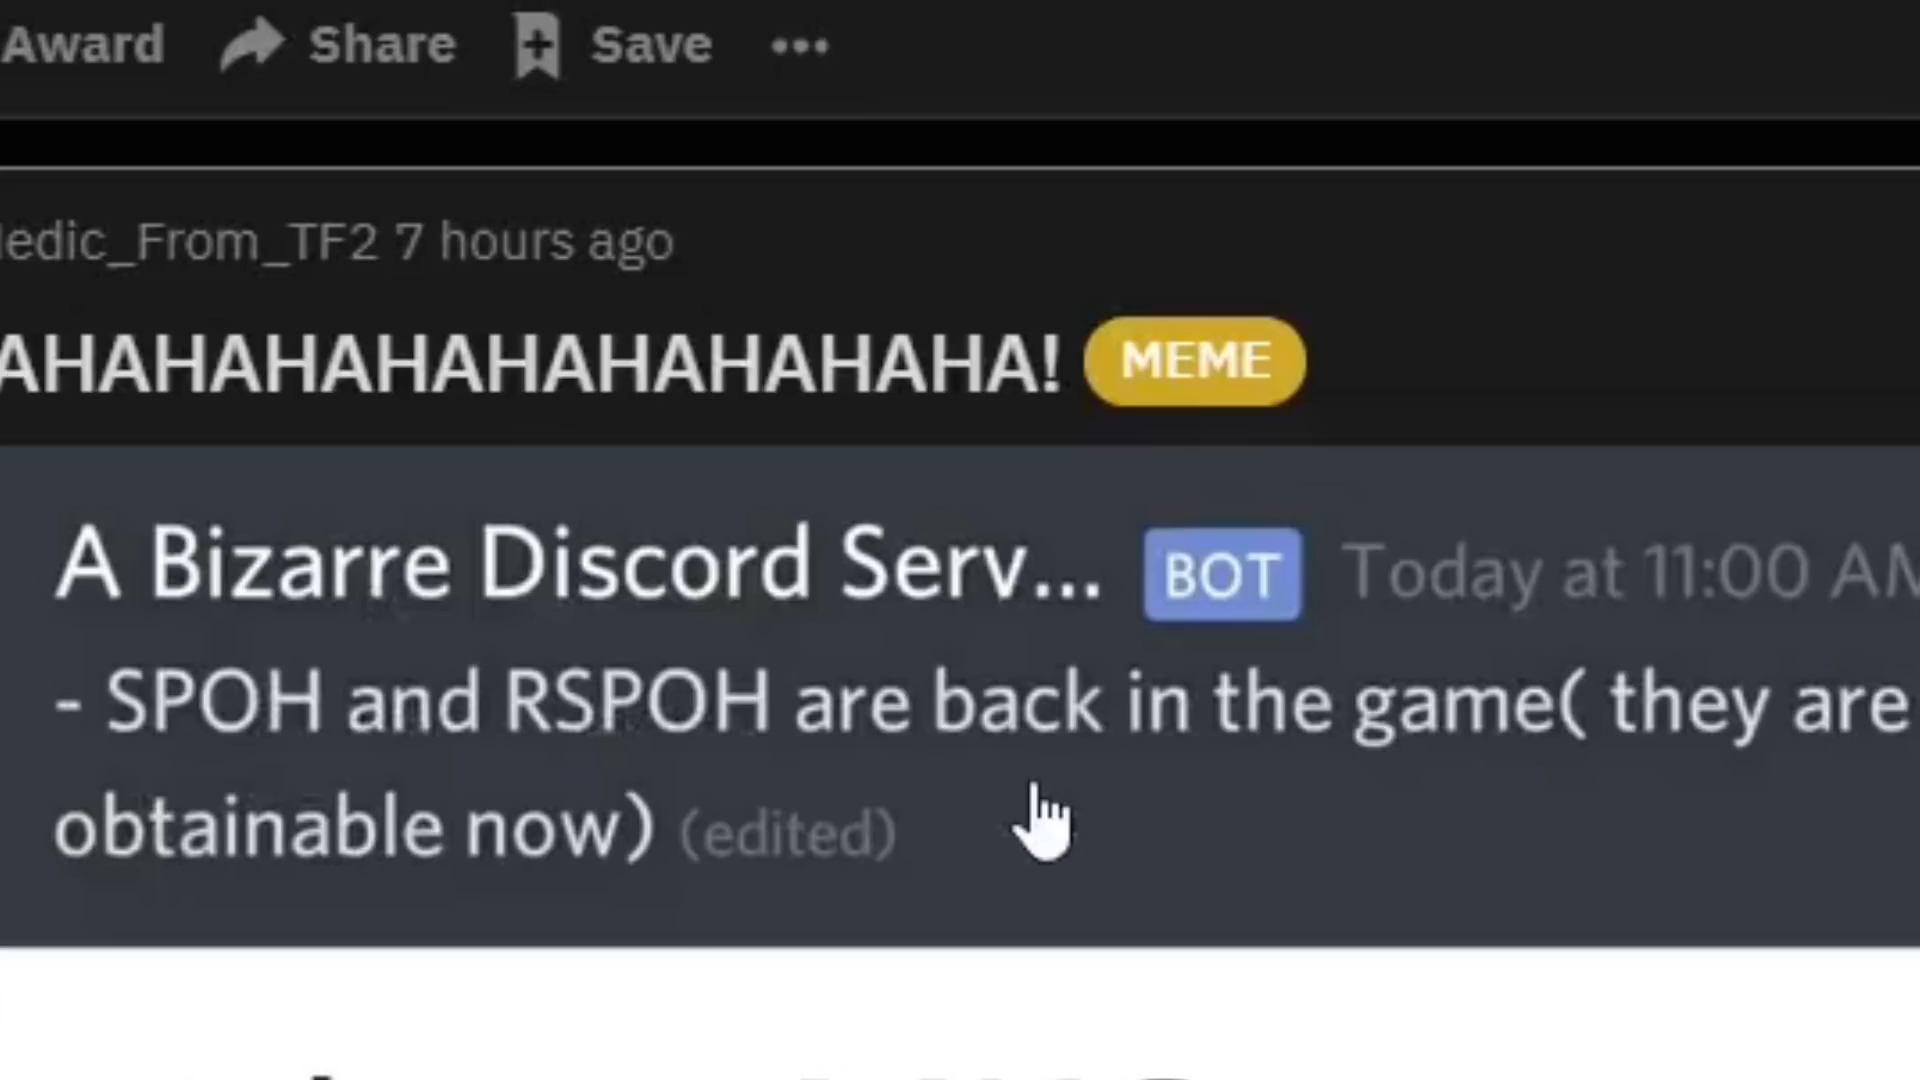 Award Share Save
edic_From_TF2 7 hours ago
AHAHAHAHAHAHAHAHAHAHA! MEME
A Bizarre Discord Serv... BOT Today at 11:00 AM
- SPOH and RSPOH are back in the game( they are
obtainable now) (edited)